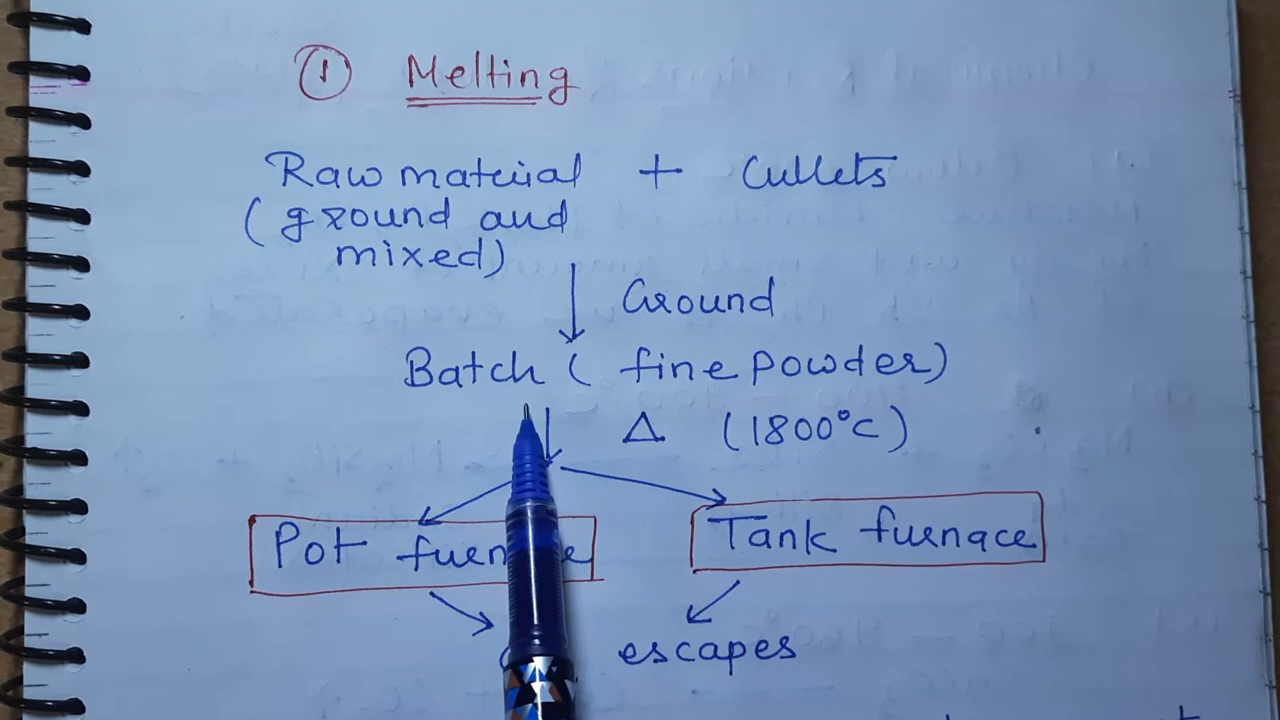 ① Melting
Raw material + Cullets
(ground and
mixed)
Ground
Batch (fine powder)
Δ (1800°C)
Pot
Tank furnace
escapes